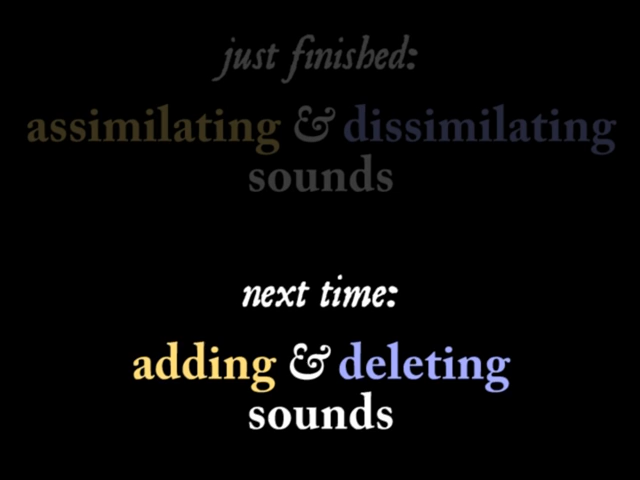 just finished:
assimilating & dissimilating
sounds
next time:
adding & deleting
sounds